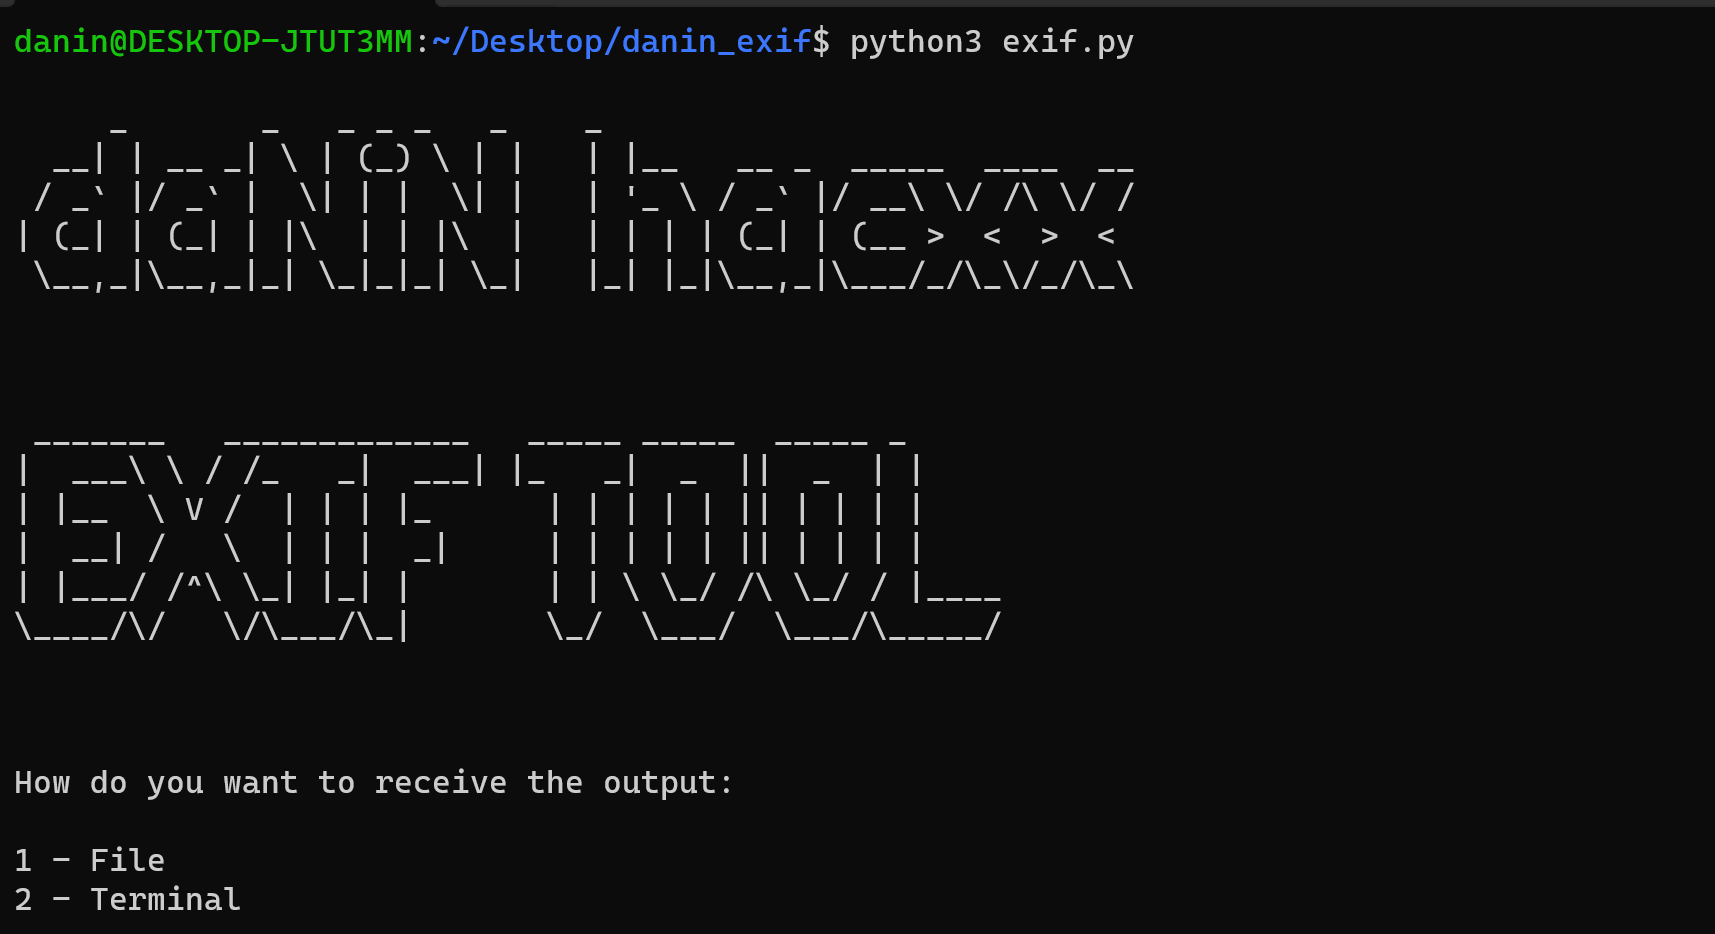 danin@DESKTOP-JTUT3MM:~/Desktop/danin_exif$ python3 exif.py
daNiN haexx
EXIF TOOL
How do you want to receive the output:
1 - File
2 - Terminal